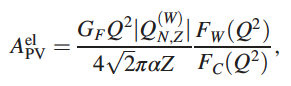 A_{PV}^{el} = \frac{G_F Q^2 |Q_{N,Z}^{(W)}|}{4\sqrt{2}\pi\alpha Z} \frac{F_W(Q^2)}{F_C(Q^2)},